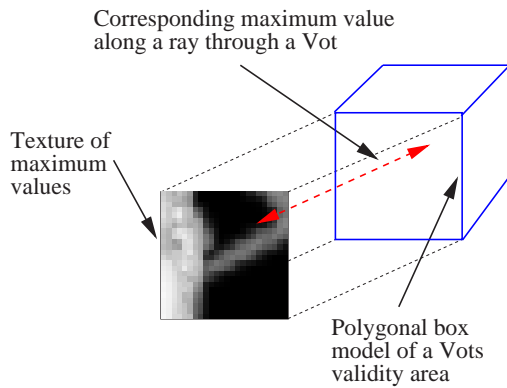 Corresponding maximum value
along a ray through a Vot
Texture of
maximum
values
Polygonal box
model of a Vots
validity area